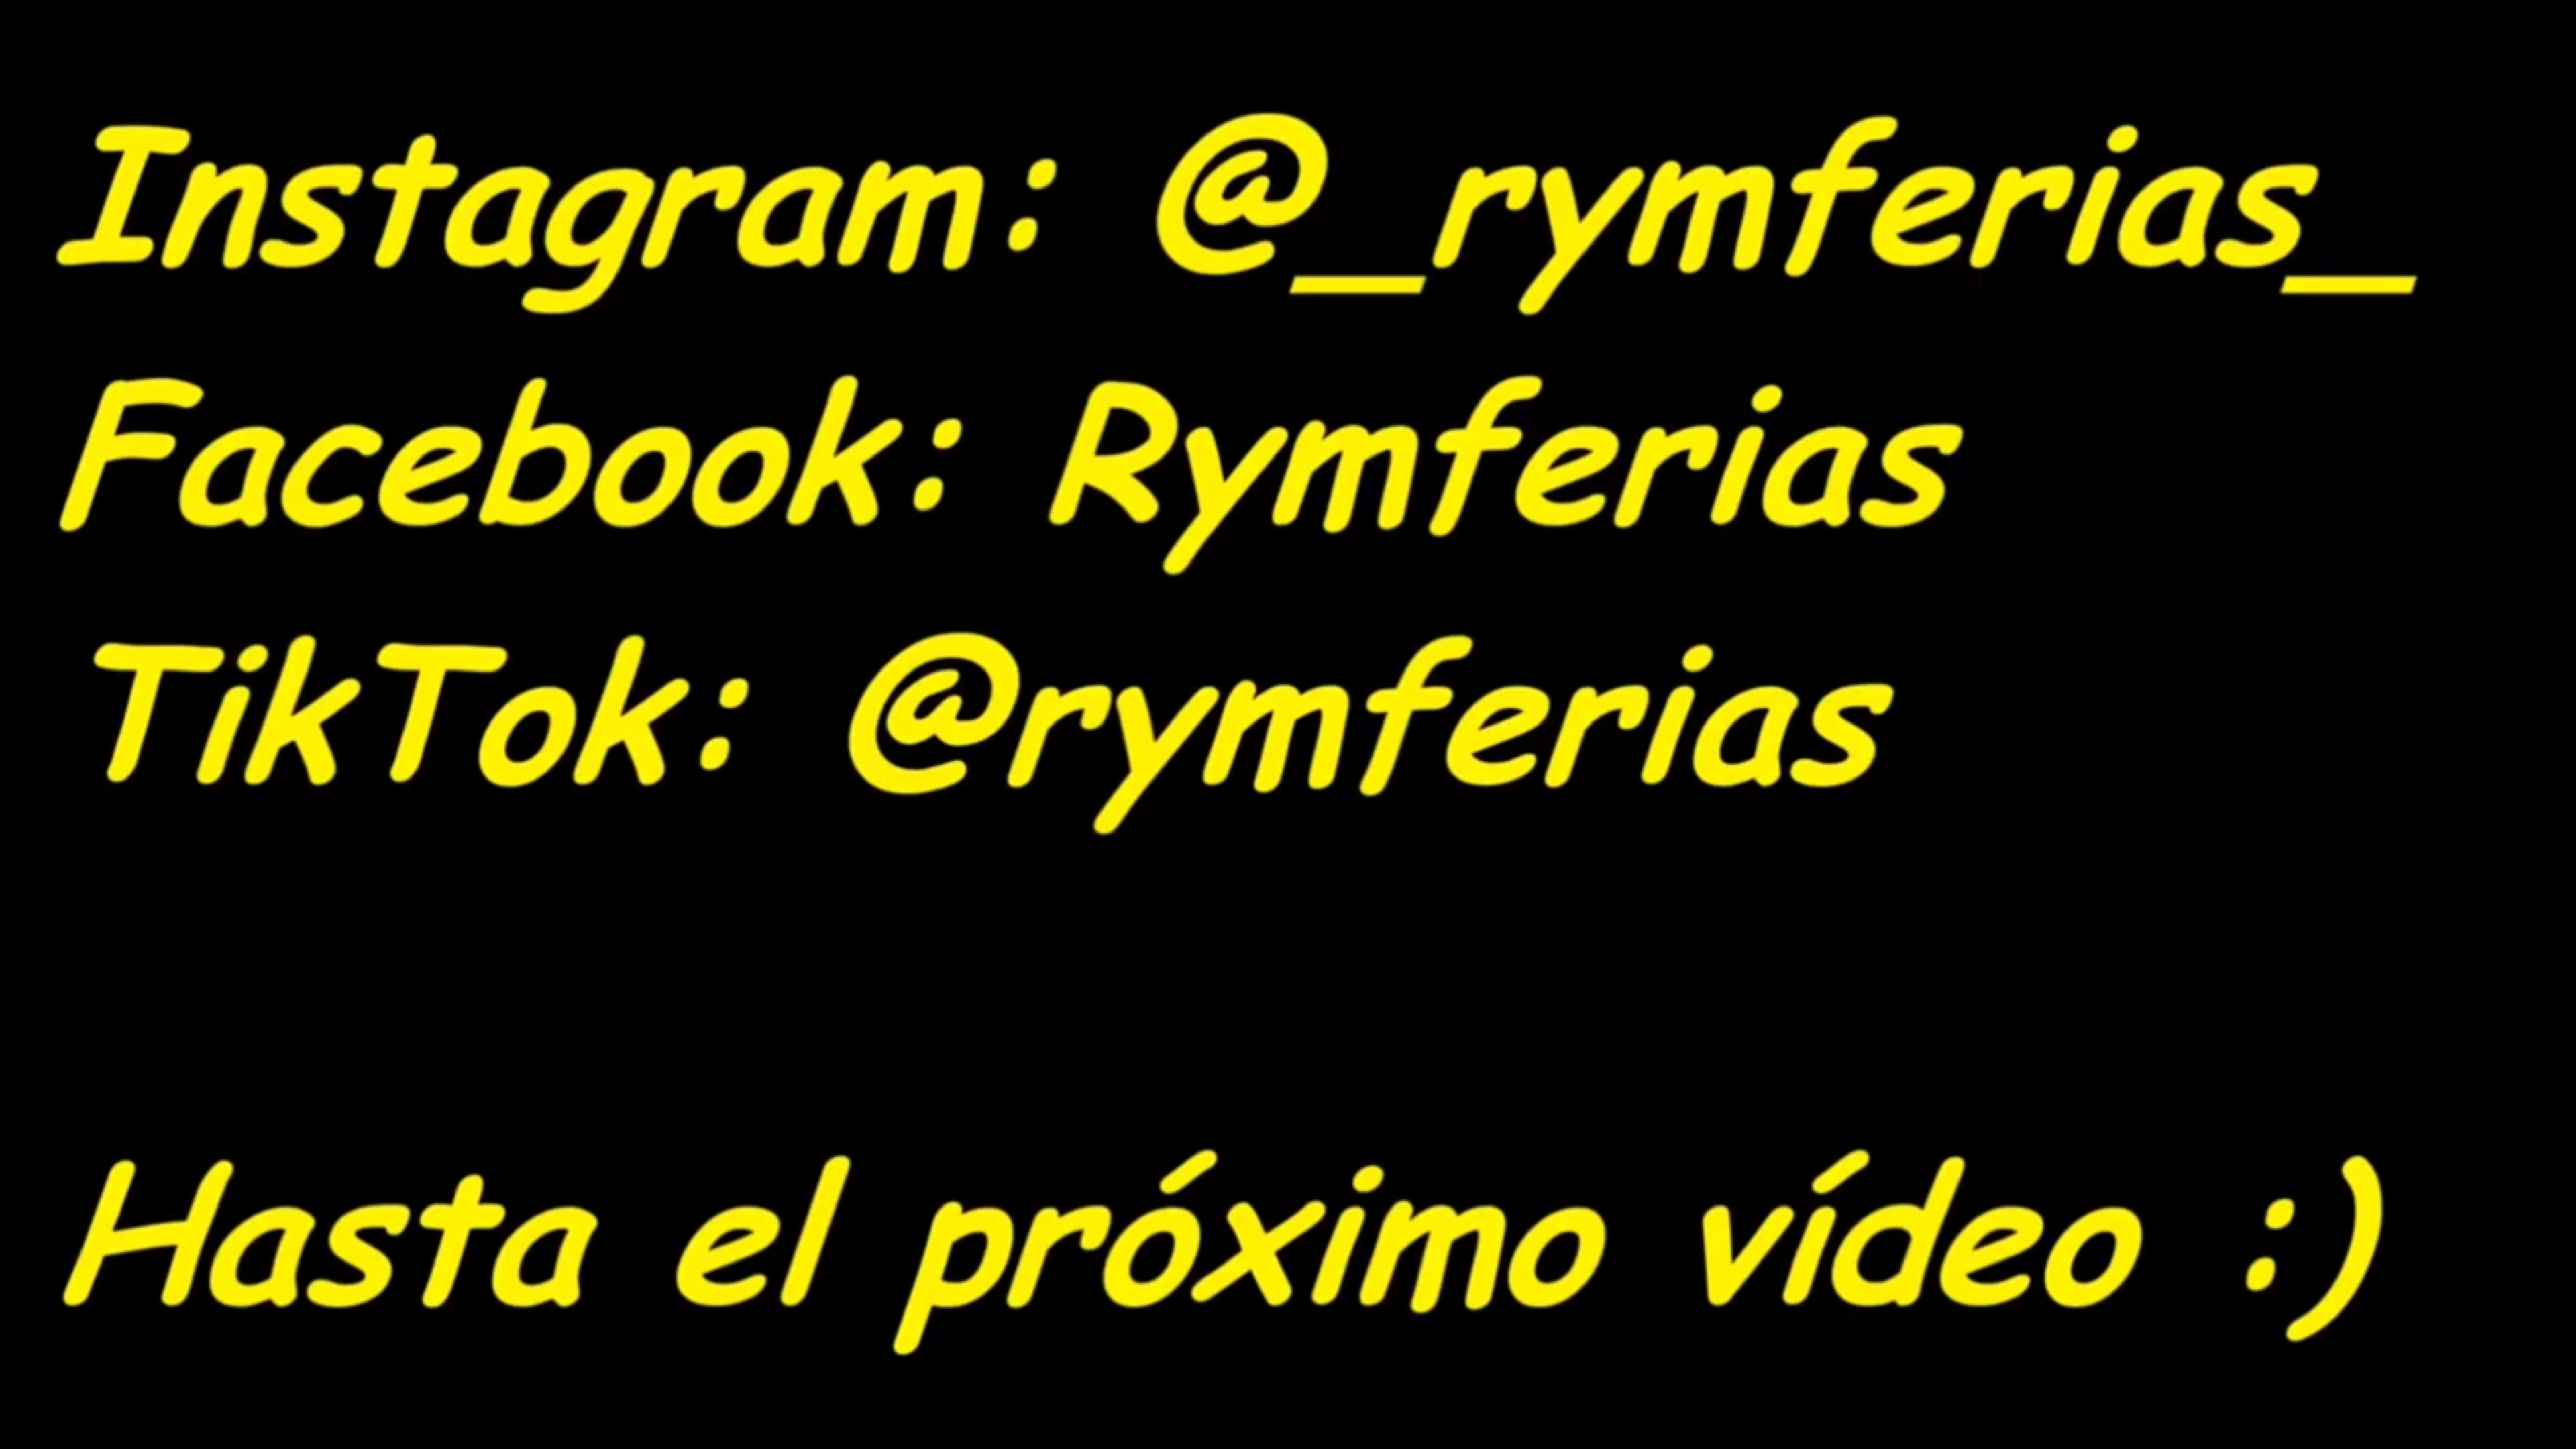 Instagram: @_rymferias_
Facebook: Rymferias
TikTok: @rymferias
Hasta el próximo vídeo :)